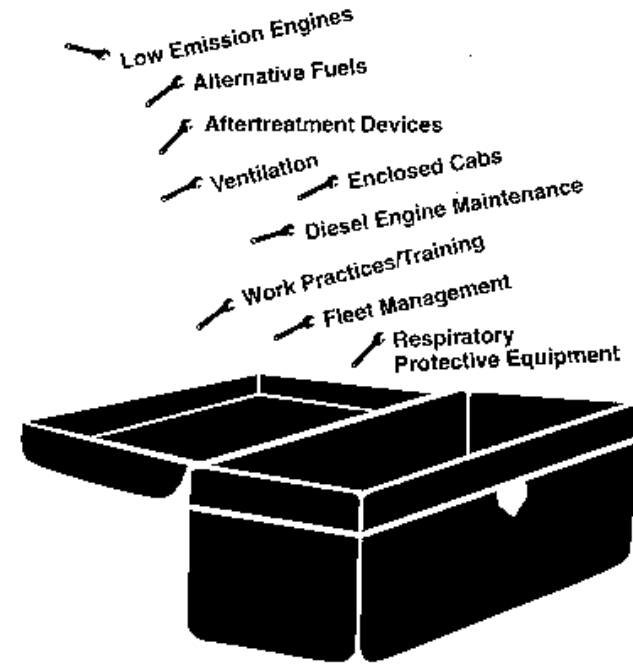 Low Emission Engines
Alternative Fuels
Aftertreatment Devices
Ventilation
Enclosed Cabs
Diesel Engine Maintenance
Work Practices/Training
Fleet Management
Respiratory
Protective Equipment